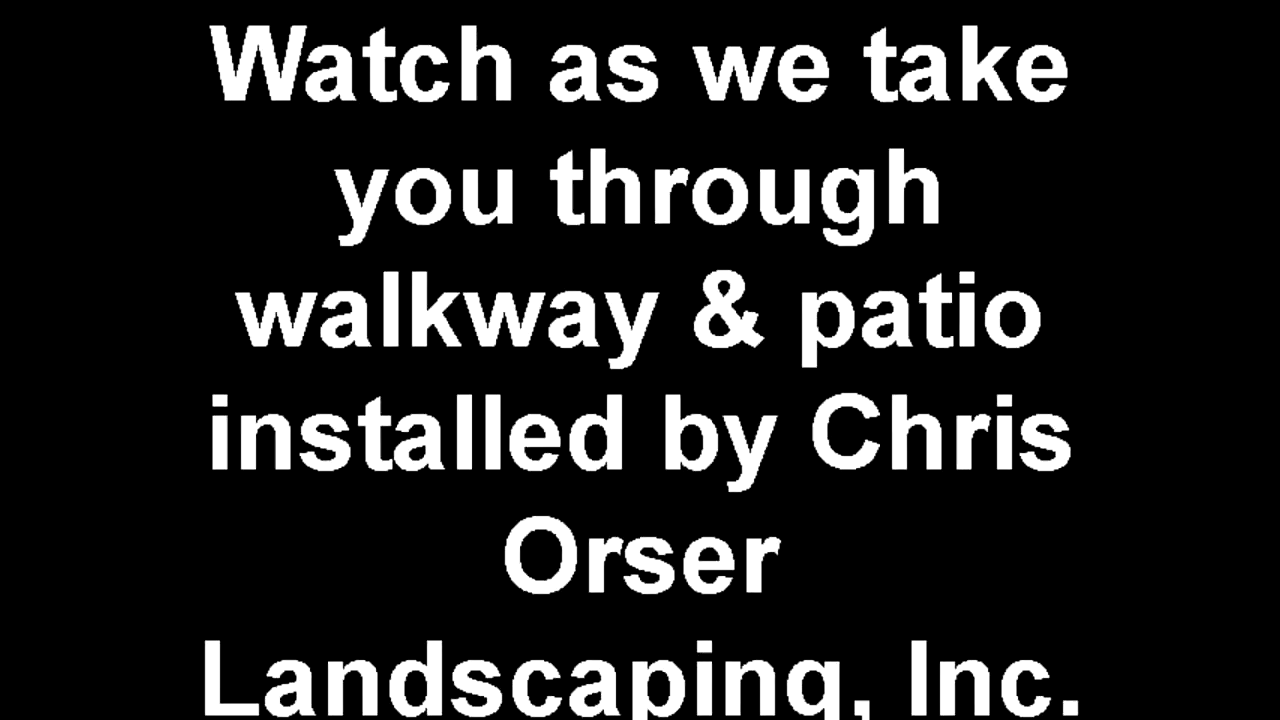 Watch as we take
you through
walkway & patio
installed by Chris
Orser
Landscaping, Inc.